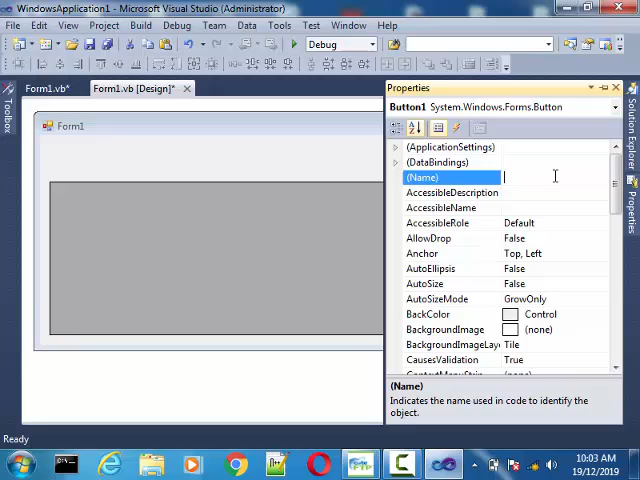 WindowsApplication1 - Microsoft Visual Studio (Administrator)
File Edit View Project Build Debug Team Data Tools Test Window Help
Debug
Form1.vb* Form1.vb [Design]*
Toolbox
Form1
Properties
Button1 System.Windows.Forms.Button
(ApplicationSettings)
(DataBindings)
(Name)
AccessibleDescription
AccessibleName
AccessibleRole Default
AllowDrop False
Anchor Top, Left
AutoEllipsis False
AutoSize False
AutoSizeMode GrowOnly
BackColor Control
BackgroundImage (none)
BackgroundImageLayo Tile
CausesValidation True
ContextMenuStrip (none)
(Name)
Indicates the name used in code to identify the
object.
Solution Explorer
Properties
Ready
10:03 AM
19/12/2019